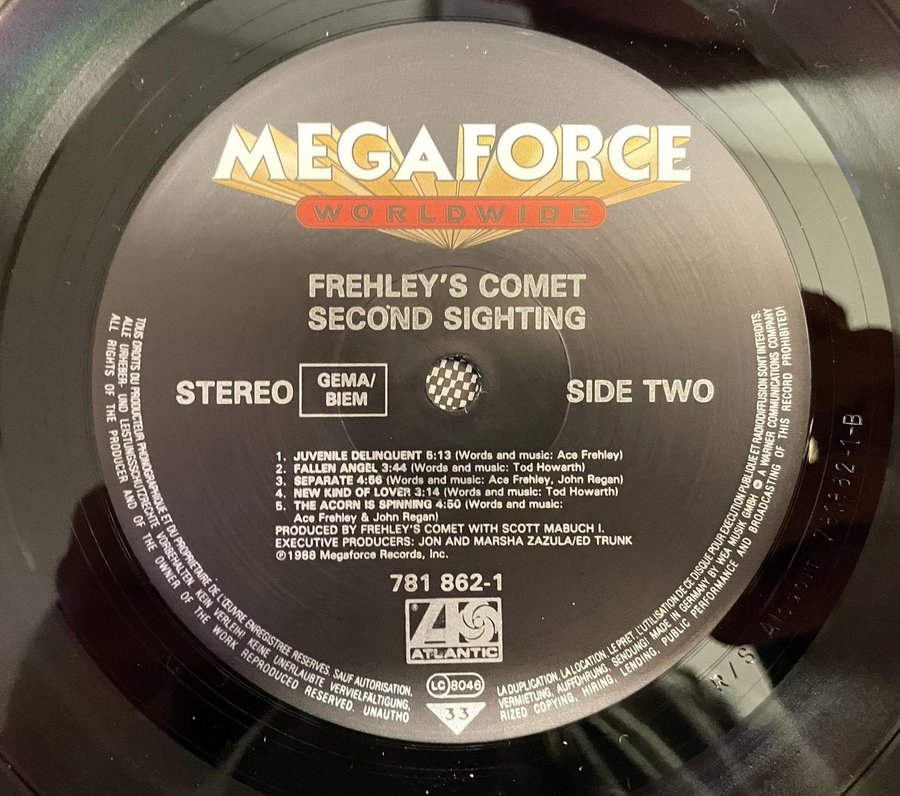 MEGAFORCE
WORLDWIDE
FREHLEY'S COMET
SECOND SIGHTING
STEREO
GEMA/
BIEM
SIDE TWO
1. JUVENILE DELINQUENT 5:13 (Words and music: Ace Frehley)
2. FALLEN ANGEL 3:44 (Words and music: Tod Howarth)
3. SEPARATE 4:56 (Words and music: Ace Frehley, John Regan)
4. NEW KIND OF LOVER 3:14 (Words and music: Tod Howarth)
5. THE ACORN IS SPINNING 4:50 (Words and music:
Ace Frehley & John Regan)
PRODUCED BY FREHLEY'S COMET WITH SCOTT MABUCH I.
EXECUTIVE PRODUCERS: JON AND MARSHA ZAZULA/ED TRUNK
℗1988 Megaforce Records, Inc.
781 862-1
ATLANTIC
LC 8046
33
TOUS DROITS DU PRODUCTEUR PHONOGRAPHIQUE ET DU PROPRIETAIRE DE L'ŒUVRE ENREGISTREE RESERVES. SAUF AUTORISATION,
LA DUPLICATION, LA LOCATION, LE PRET, L'UTILISATION DE CE DISQUE POUR EXECUTION PUBLIQUE ET RADIODIFFUSION SONT INTERDITS.
ALLE URHEBER- UND LEISTUNGSSCHUTZRECHTE VORBEHALTEN. KEIN VERLEIH! KEINE UNERLAUBTE VERVIELFÄLTIGUNG,
VERMIETUNG, AUFFÜHRUNG, SENDUNG. MADE IN GERMANY BY WEA MUSIK GMBH A WARNER COMMUNICATIONS COMPANY
ALL RIGHTS OF THE PRODUCER AND OF THE OWNER OF THE WORK REPRODUCED RESERVED. UNAUTHO
RIZED COPYING, HIRING, LENDING, PUBLIC PERFORMANCE AND BROADCASTING OF THIS RECORD PROHIBITED!
R/S